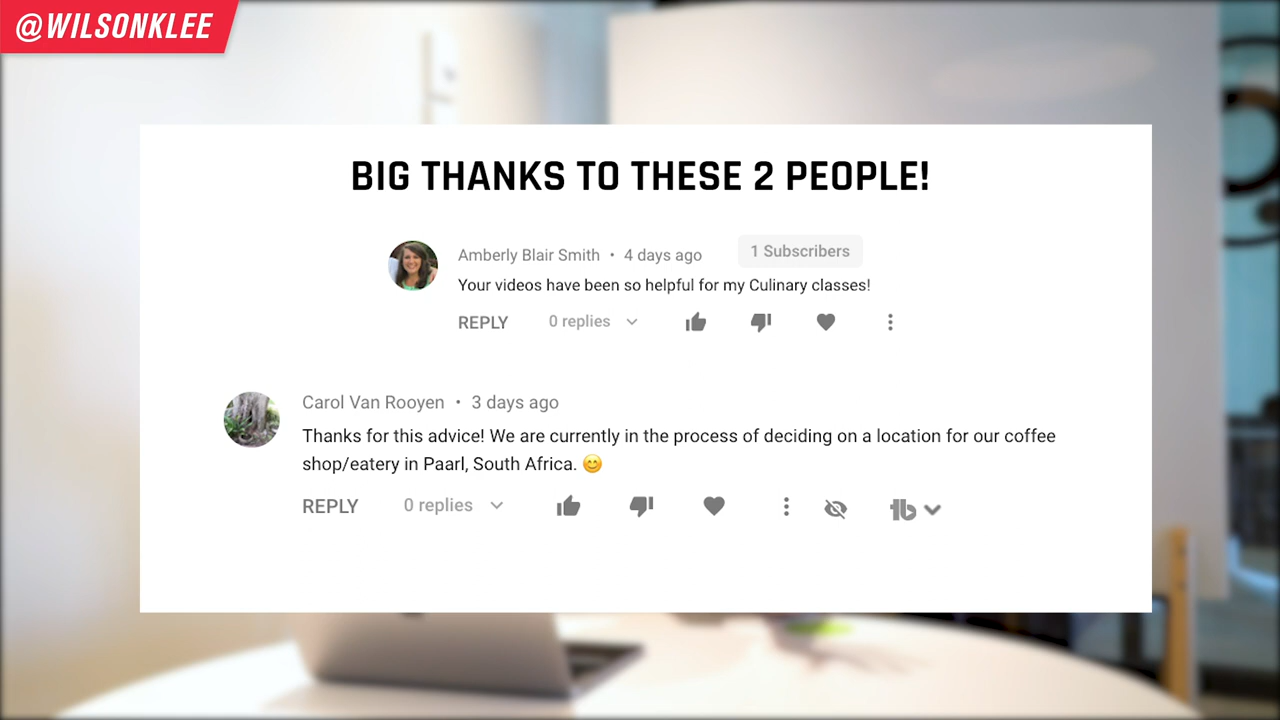 @WILSONKLEE
BIG THANKS TO THESE 2 PEOPLE!
Amberly Blair Smith • 4 days ago 1 Subscribers
Your videos have been so helpful for my Culinary classes!
REPLY 0 replies
Carol Van Rooyen • 3 days ago
Thanks for this advice! We are currently in the process of deciding on a location for our coffee
shop/eatery in Paarl, South Africa. 😊
REPLY 0 replies
tb